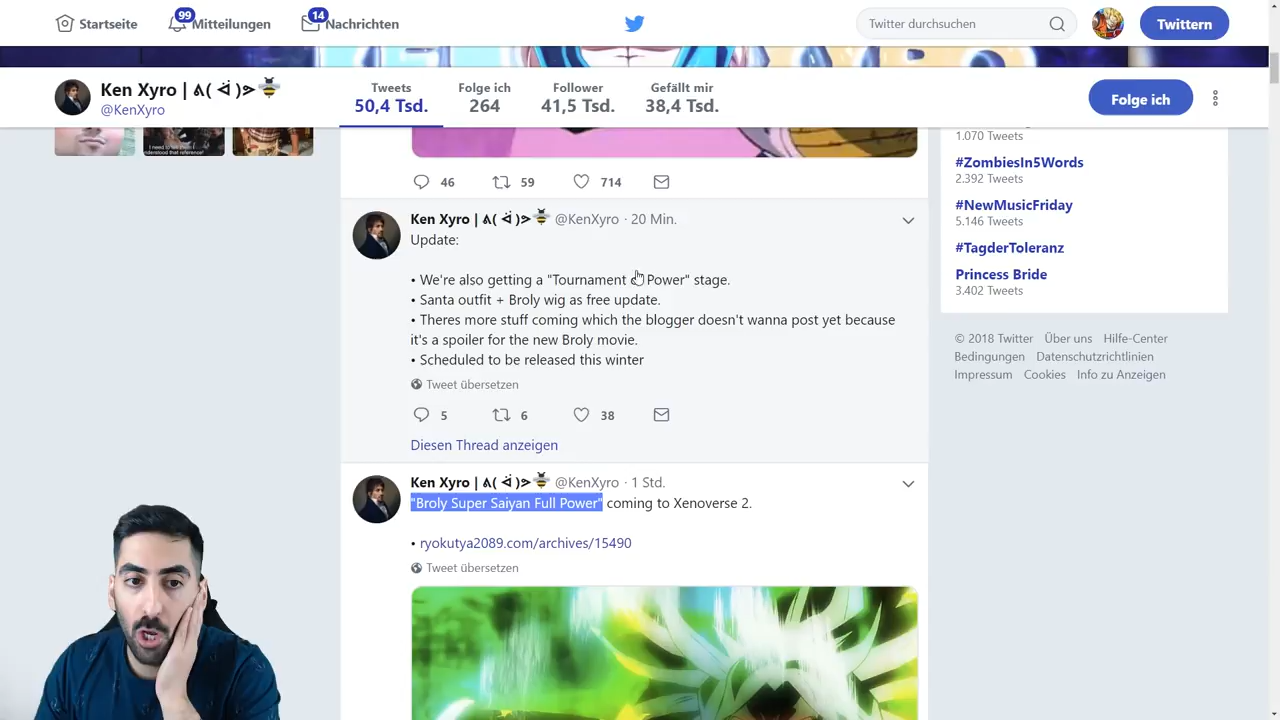 Startseite
99
Mitteilungen
14
Nachrichten
Twitter durchsuchen
Twittern
Ken Xyro | ᕕ( ᐛ )ᕗ🐝
@KenXyro
Tweets
50,4 Tsd.
Folge ich
264
Follower
41,5 Tsd.
Gefällt mir
38,4 Tsd.
Folge ich
46 59 714
Ken Xyro | ᕕ( ᐛ )ᕗ🐝 @KenXyro · 20 Min.
Update:
• We're also getting a "Tournament of Power" stage.
• Santa outfit + Broly wig as free update.
• Theres more stuff coming which the blogger doesn't wanna post yet because
it's a spoiler for the new Broly movie.
• Scheduled to be released this winter
Tweet übersetzen
5 6 38
Diesen Thread anzeigen
Ken Xyro | ᕕ( ᐛ )ᕗ🐝 @KenXyro · 1 Std.
"Broly Super Saiyan Full Power" coming to Xenoverse 2.
• ryokutya2089.com/archives/15490
Tweet übersetzen
1.070 Tweets
#ZombiesIn5Words
2.392 Tweets
#NewMusicFriday
5.146 Tweets
#TagderToleranz
Princess Bride
3.402 Tweets
© 2018 Twitter Über uns Hilfe-Center
Bedingungen Datenschutzrichtlinien
Impressum Cookies Info zu Anzeigen